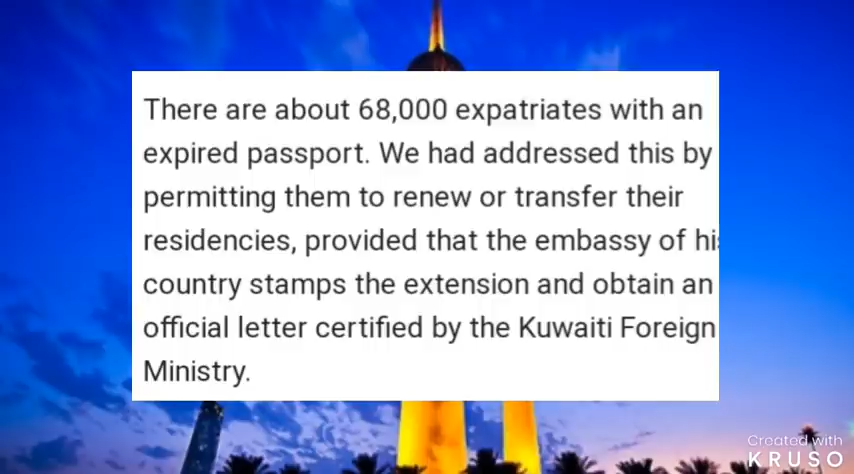 There are about 68,000 expatriates with an
expired passport. We had addressed this by
permitting them to renew or transfer their
residencies, provided that the embassy of his
country stamps the extension and obtain an
official letter certified by the Kuwaiti Foreign
Ministry.
Created with
KRUSO